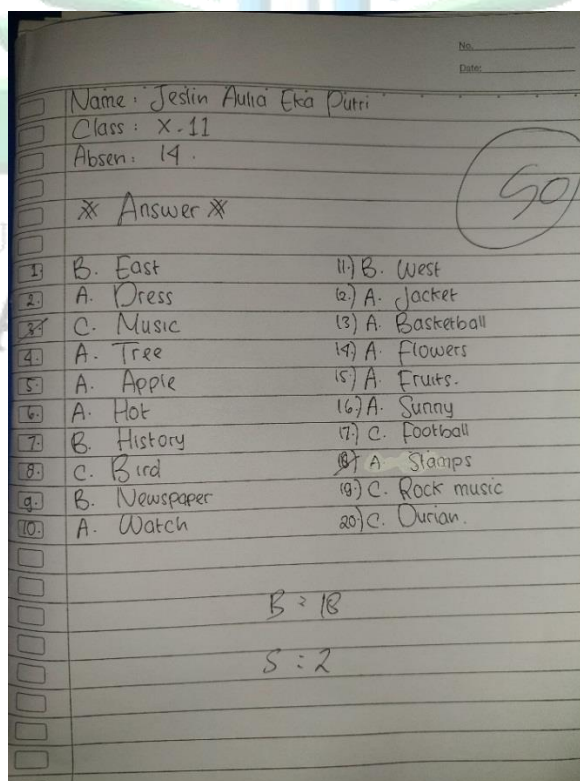 No.
Date:
Name : Jeslin Aulia Eka Putri
Class : X - 11
Absen : 14 .
Answer
1. B. East
2. A. Dress
3. C. Music
4. A. Tree
5. A. Apple
6. A. Hot
7. B. History
8. C. Bird
9. B. Newspaper
10. A. Watch
11.) B. West
12.) A. Jacket
13) A. Basketball
14) A. Flowers
15.) A. Fruits.
16.) A. Sunny
17.) C. Football
18) A. Stamps
19.) C. Rock music
20.) C. Durian.
B = 18
S : 2